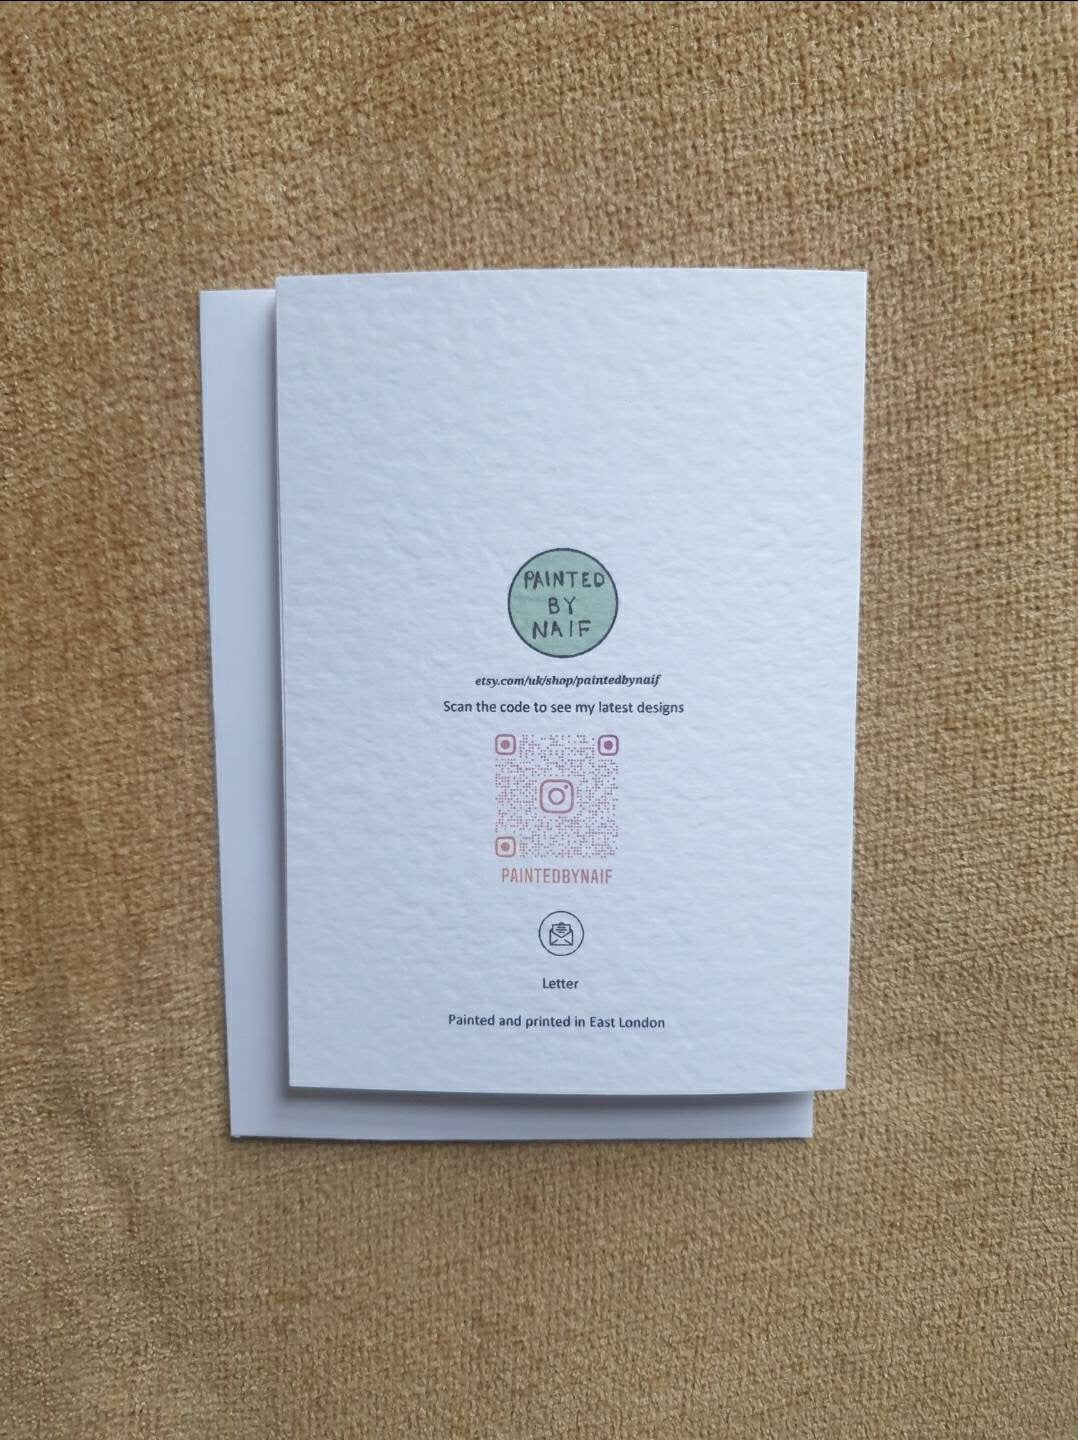 PAINTED
BY
NAIF
etsy.com/uk/shop/paintedbynaif
Scan the code to see my latest designs
PAINTEDBYNAIF
Letter
Painted and printed in East London